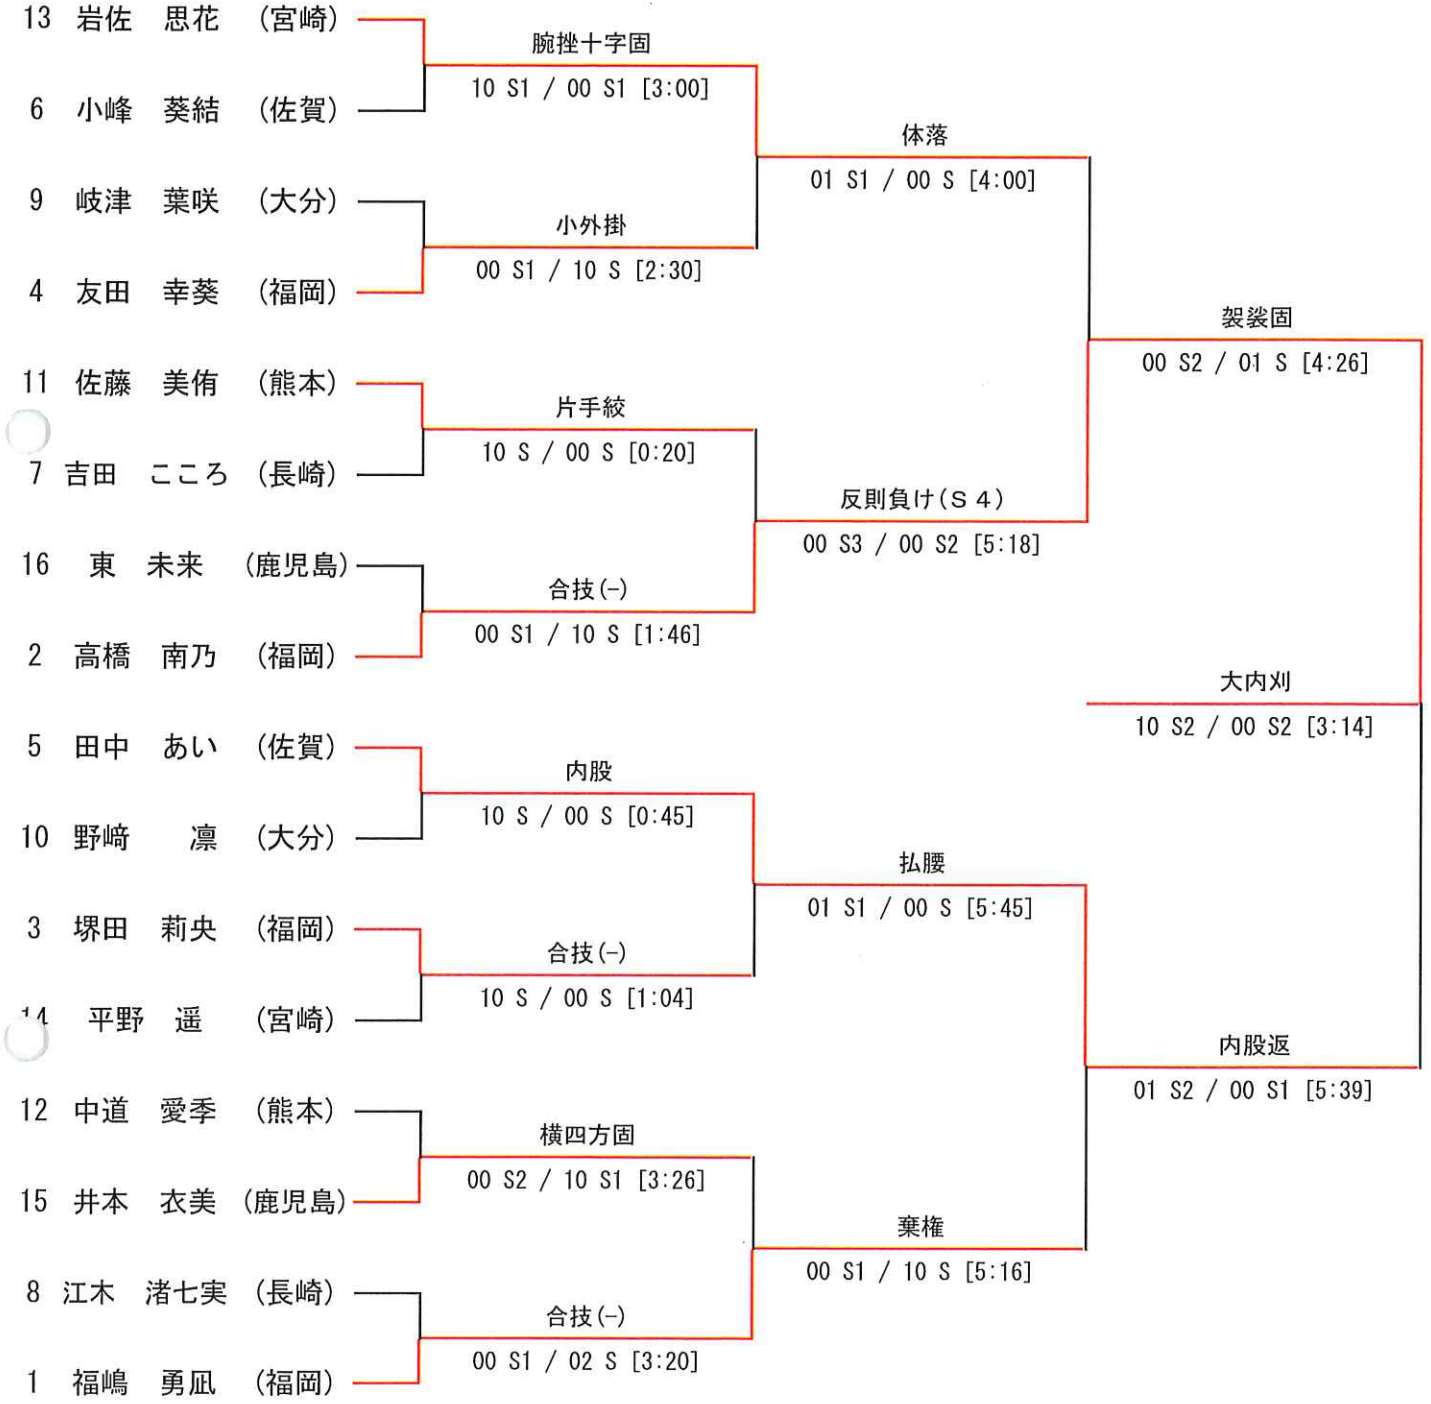 13 岩佐 思花 (宮崎)
腕挫十字固
10 S1 / 00 S1 [3:00]
6 小峰 葵結 (佐賀)
体落
01 S1 / 00 S [4:00]
9 岐津 葉咲 (大分)
小外掛
00 S1 / 10 S [2:30]
4 友田 幸葵 (福岡)
袈裟固
00 S2 / 01 S [4:26]
11 佐藤 美侑 (熊本)
片手絞
10 S / 00 S [0:20]
7 吉田 こころ (長崎)
反則負け(S4)
00 S3 / 00 S2 [5:18]
16 東 未来 (鹿児島)
合技(-)
00 S1 / 10 S [1:46]
2 高橋 南乃 (福岡)
大内刈
10 S2 / 00 S2 [3:14]
5 田中 あい (佐賀)
内股
10 S / 00 S [0:45]
10 野﨑 凛 (大分)
払腰
01 S1 / 00 S [5:45]
3 堺田 莉央 (福岡)
合技(-)
10 S / 00 S [1:04]
14 平野 遥 (宮崎)
内股返
01 S2 / 00 S1 [5:39]
12 中道 愛季 (熊本)
横四方固
00 S2 / 10 S1 [3:26]
15 井本 衣美 (鹿児島)
棄権
00 S1 / 10 S [5:16]
8 江木 渚七実 (長崎)
合技(-)
00 S1 / 02 S [3:20]
1 福嶋 勇凪 (福岡)